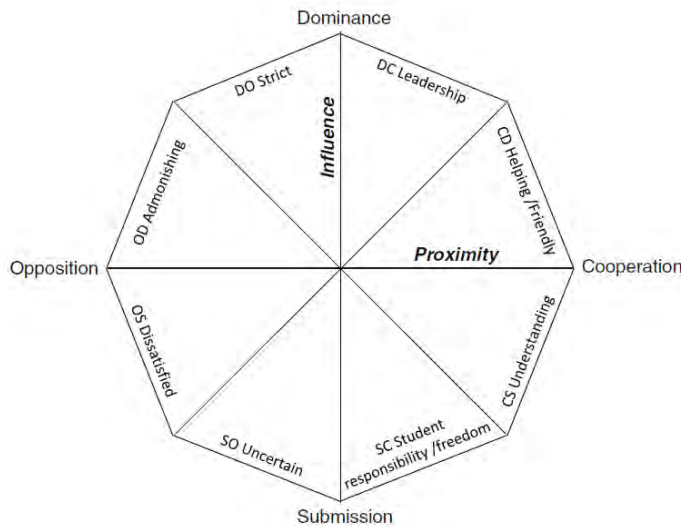 Dominance
DO Strict
DC Leadership
Influence
OD Admonishing
CD Helping /Friendly
Opposition
Proximity
Cooperation
OS Dissatisfied
CS Understanding
SO Uncertain
SC Student
responsibility /freedom
Submission